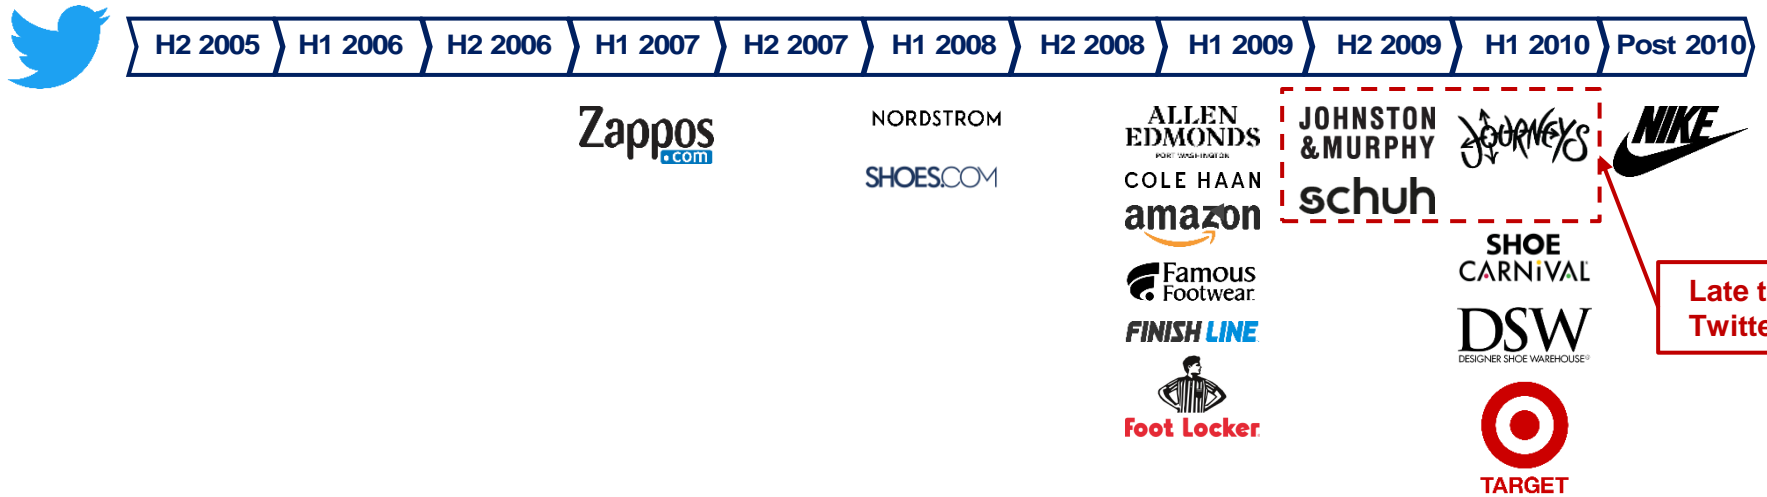 H2 2005 H1 2006 H2 2006 H1 2007 H2 2007 H1 2008 H2 2008 H1 2009 H2 2009 H1 2010 Post 2010
Zappos
.com
NORDSTROM
SHOES.COM
ALLEN
EDMONDS
PORT WASHINGTON
COLE HAAN
amazon
Famous
Footwear.
FINISH LINE
Foot Locker
JOHNSTON
& MURPHY
schuh
JOURNEYS
SHOE
CARNiVAL
DSW
DESIGNER SHOE WAREHOUSE
TARGET
NIKE
Late t
Twitte